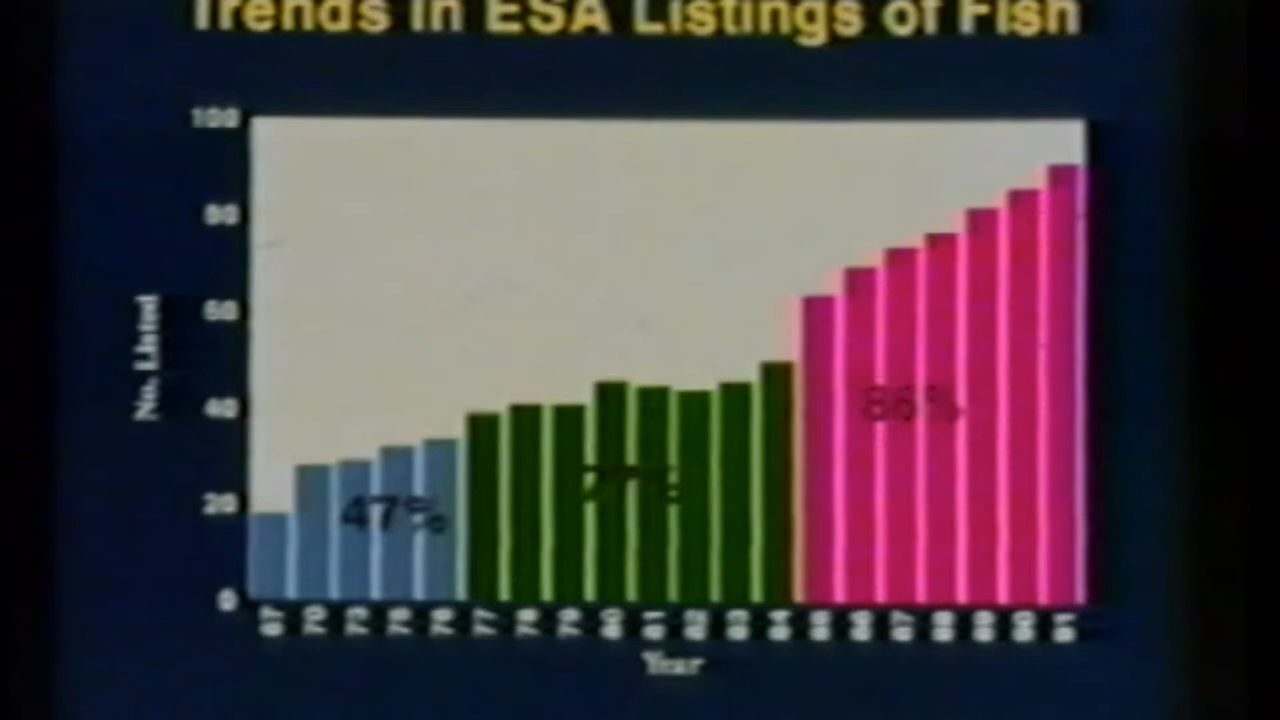 Trends in ESA Listings of Fish
100
80
60
40
20
0
No. Listed
47%
86%
67 70 73 75 76 77 78 79 80 81 82 83 84 85 86 87 88 89 90 91
Year